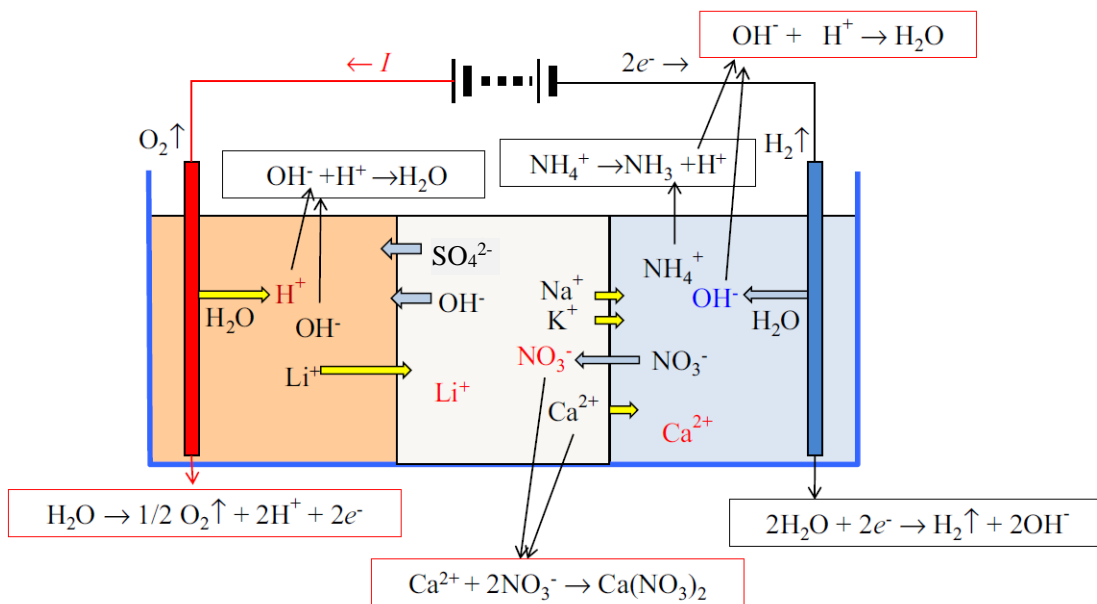 OH⁻ + H⁺ → H₂O
← I
2e⁻ →
O₂↑
H₂↑
OH⁻ + H⁺ → H₂O
NH₄⁺ → NH₃ + H⁺
SO₄²⁻
NH₄⁺
H⁺
OH⁻
Na⁺
OH⁻
H₂O
OH⁻
K⁺
H₂O
Li⁺
Li⁺
NO₃⁻
NO₃⁻
Ca²⁺
Ca²⁺
H₂O → 1/2 O₂↑ + 2H⁺ + 2e⁻
2H₂O + 2e⁻ → H₂↑ + 2OH⁻
Ca²⁺ + 2NO₃⁻ → Ca(NO₃)₂